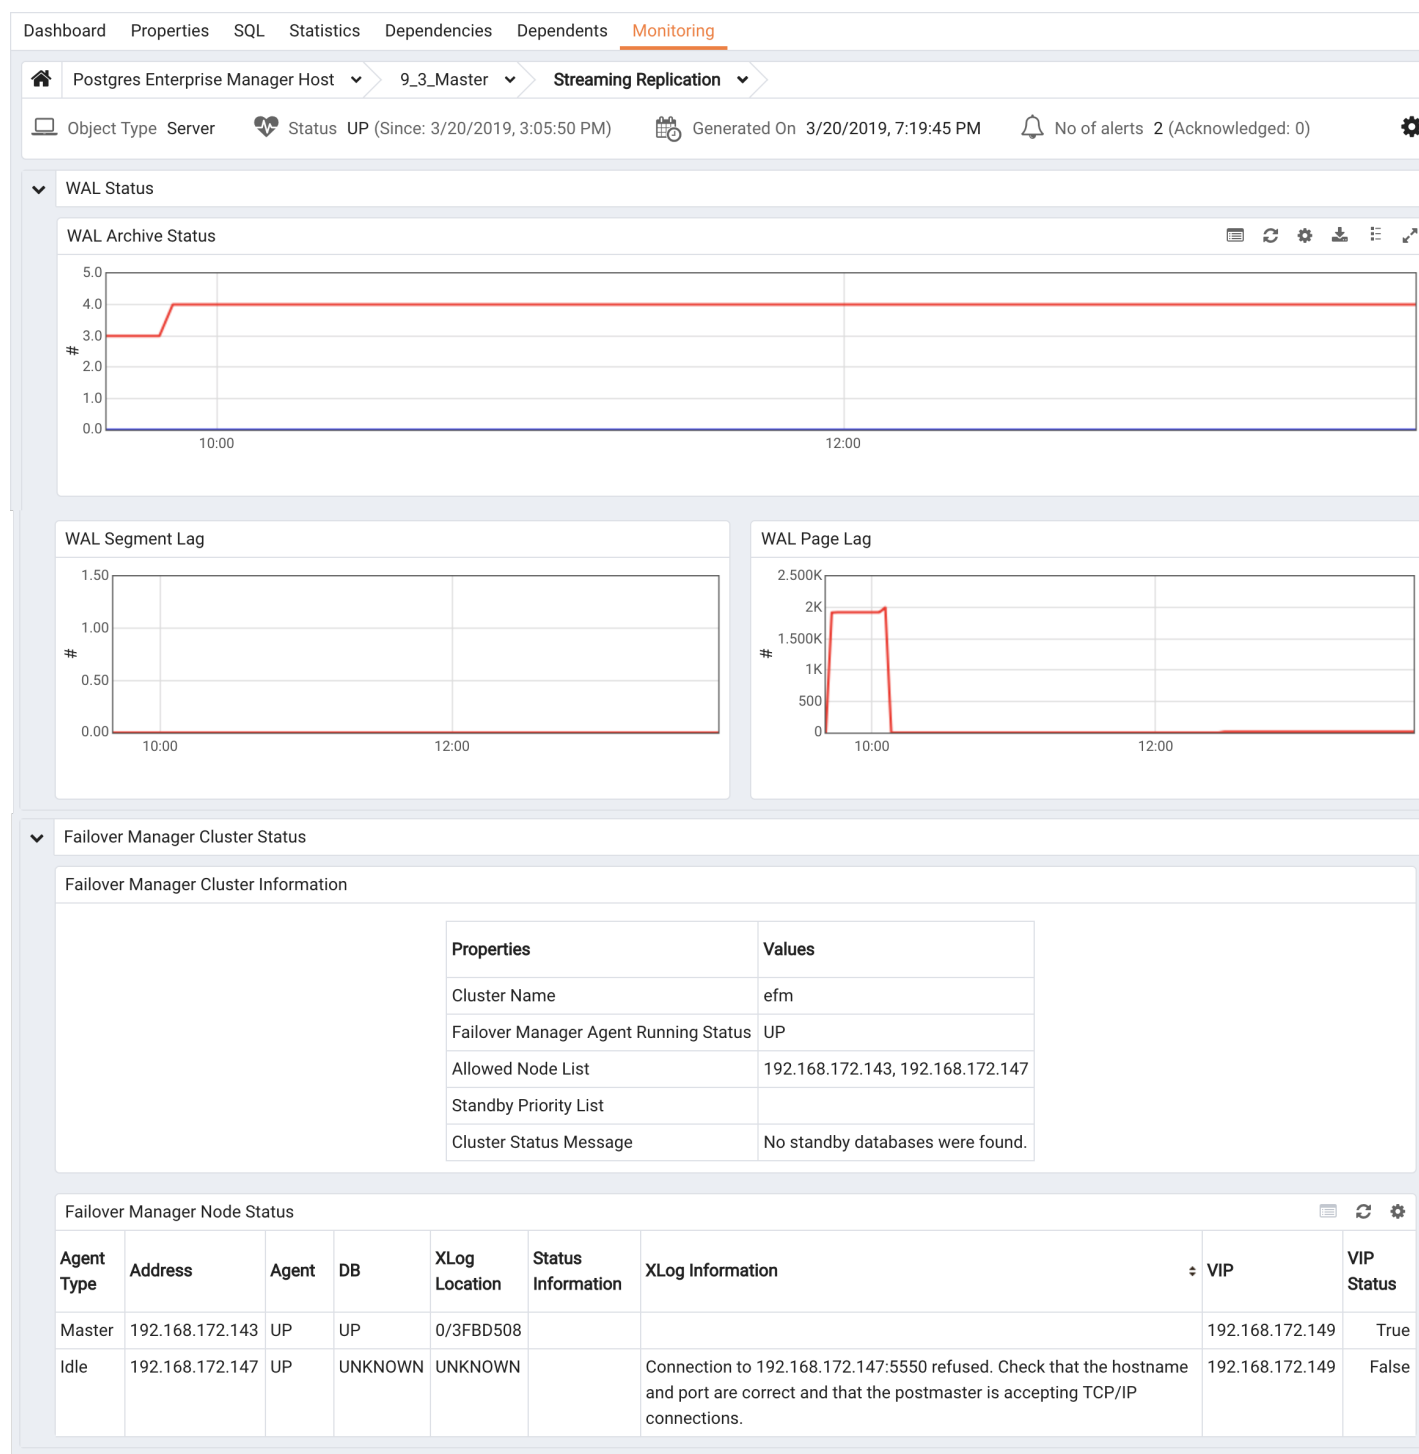 Dashboard Properties SQL Statistics Dependencies Dependents Monitoring
Postgres Enterprise Manager Host 9_3_Master Streaming Replication
Object Type Server Status UP (Since: 3/20/2019, 3:05:50 PM) Generated On 3/20/2019, 7:19:45 PM No of alerts 2 (Acknowledged: 0)
WAL Status
WAL Archive Status
5.0
4.0
3.0
#
2.0
1.0
0.0
10:00 12:00
WAL Segment Lag
1.50
1.00
#
0.50
0.00
10:00 12:00
WAL Page Lag
2.500K
2K
1.500K
#
1K
500
0
10:00 12:00
Failover Manager Cluster Status
Failover Manager Cluster Information
Properties Values
Cluster Name efm
Failover Manager Agent Running Status UP
Allowed Node List 192.168.172.143, 192.168.172.147
Standby Priority List
Cluster Status Message No standby databases were found.
Failover Manager Node Status
Agent Type Address Agent DB XLog Location Status Information XLog Information VIP VIP Status
Master 192.168.172.143 UP UP 0/3FBD508 192.168.172.149 True
Idle 192.168.172.147 UP UNKNOWN UNKNOWN Connection to 192.168.172.147:5550 refused. Check that the hostname 192.168.172.149 False
and port are correct and that the postmaster is accepting TCP/IP
connections.